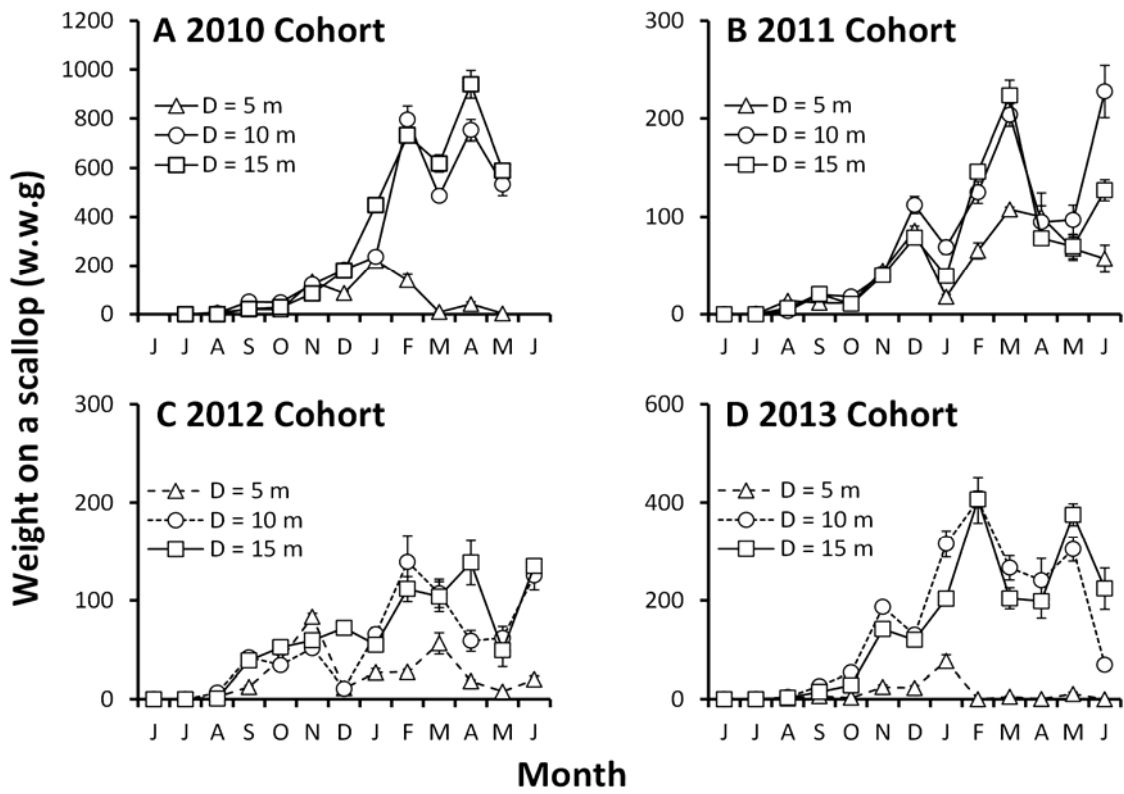 Weight on a scallop (w.w.g)
A 2010 Cohort
1200
1000
800
600
400
200
0
D = 5 m
D = 10 m
D = 15 m
J J A S O N D J F M A M J
B 2011 Cohort
300
200
100
0
D = 5 m
D = 10 m
D = 15 m
J J A S O N D J F M A M J
C 2012 Cohort
300
200
100
0
D = 5 m
D = 10 m
D = 15 m
J J A S O N D J F M A M J
D 2013 Cohort
600
400
200
0
D = 5 m
D = 10 m
D = 15 m
J J A S O N D J F M A M J
Month